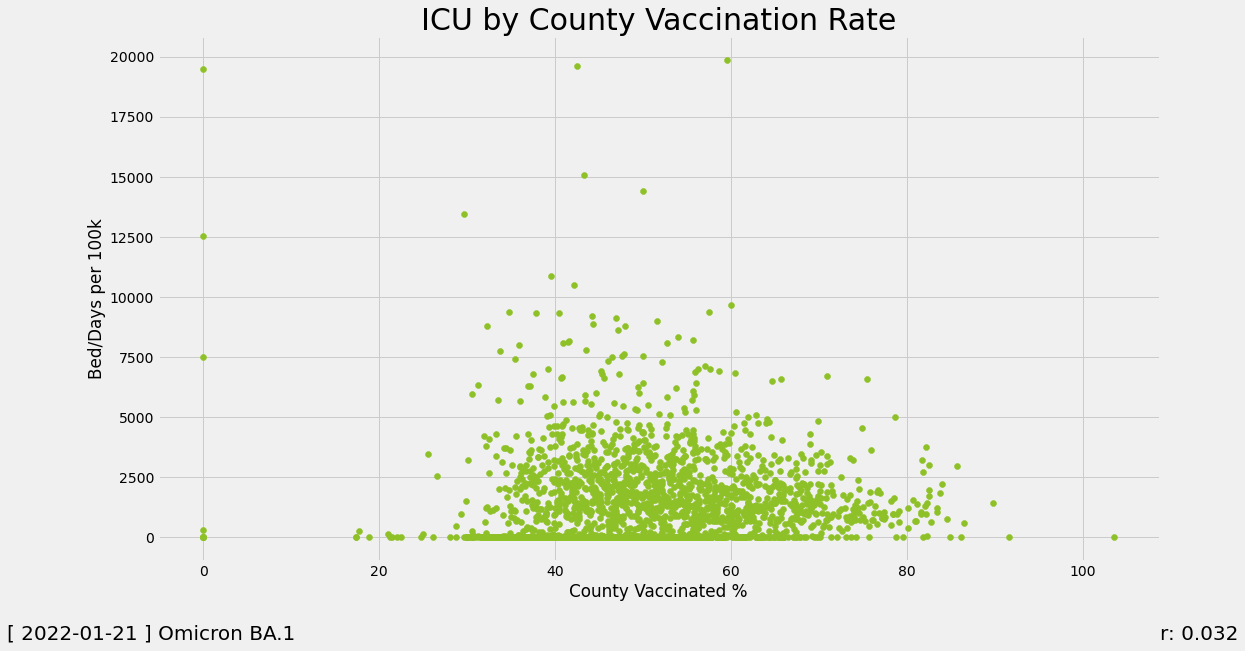 ICU by County Vaccination Rate
20000
17500
15000
12500
10000
7500
5000
2500
0
Bed/Days per 100k
0 20 40 60 80 100
County Vaccinated %
[ 2022-01-21 ] Omicron BA.1
r: 0.032